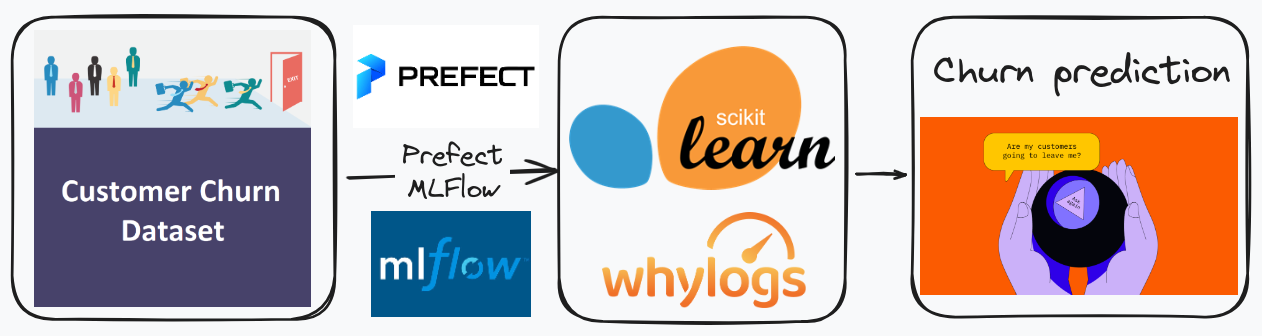 EXIT
Customer Churn
Dataset
PREFECT
Prefect
MLFlow
mlflow
scikit
learn
whylogs
Churn prediction
Are my customers
going to leave me?
Ask
Again